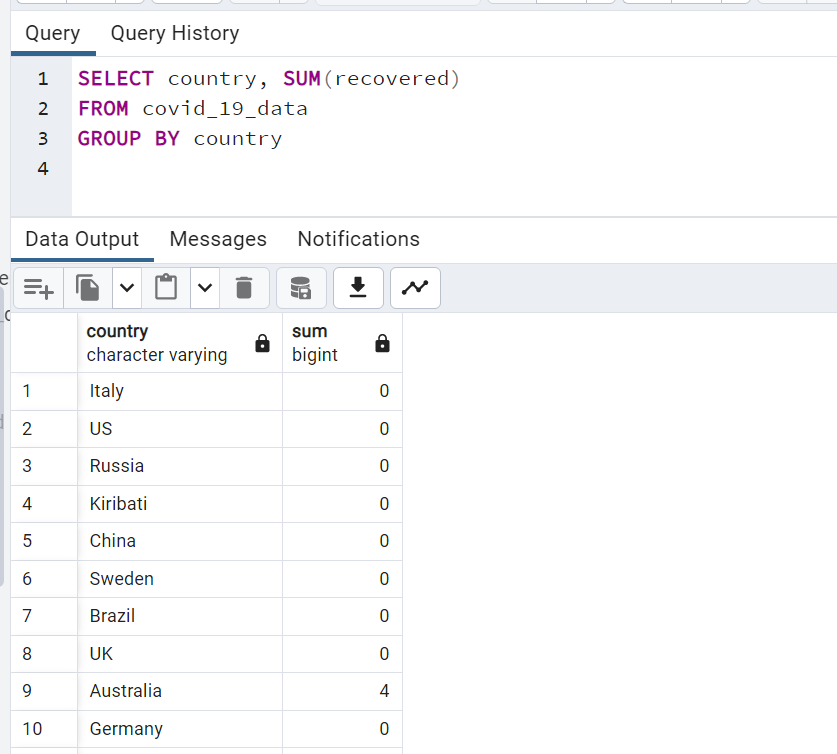 Query Query History
1 SELECT country, SUM(recovered)
2 FROM covid_19_data
3 GROUP BY country
4
Data Output Messages Notifications
country sum
character varying bigint
1 Italy 0
2 US 0
3 Russia 0
4 Kiribati 0
5 China 0
6 Sweden 0
7 Brazil 0
8 UK 0
9 Australia 4
10 Germany 0